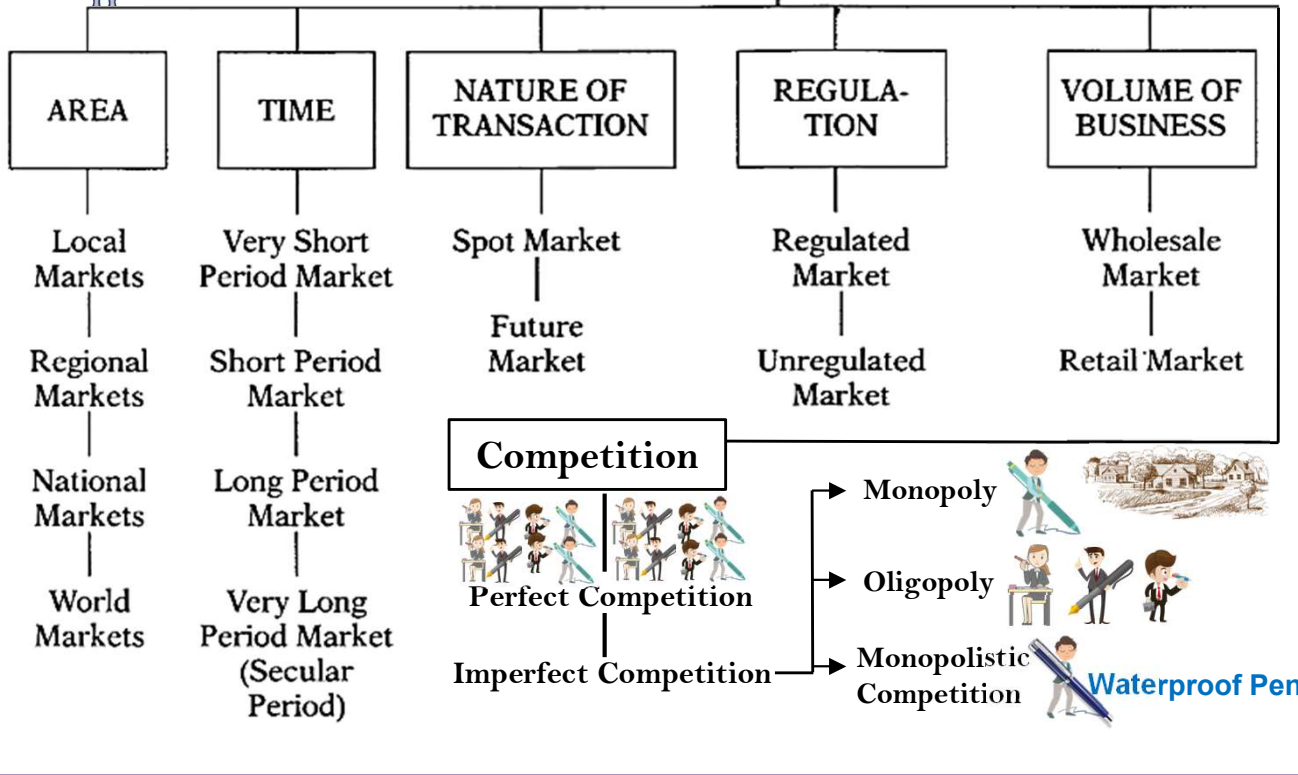 AREA
TIME
NATURE OF
TRANSACTION
REGULA-
TION
VOLUME OF
BUSINESS
Local
Markets
Regional
Markets
National
Markets
World
Markets
Very Short
Period Market
Short Period
Market
Long Period
Market
Very Long
Period Market
(Secular
Period)
Spot Market
Future
Market
Regulated
Market
Unregulated
Market
Wholesale
Market
Retail Market
Competition
Perfect Competition
Imperfect Competition
Monopoly
Oligopoly
Monopolistic
Competition
Waterproof Pen